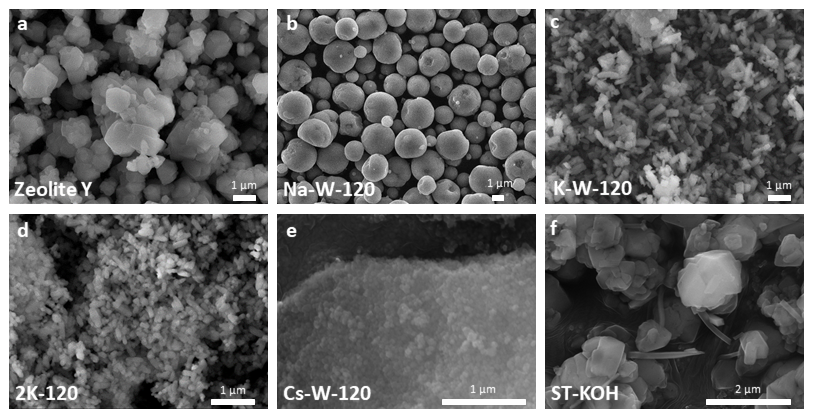 a
Zeolite Y
1 µm
b
Na-W-120
1 µm
c
K-W-120
1 µm
d
2K-120
1 µm
e
Cs-W-120
1 µm
f
ST-KOH
2 µm